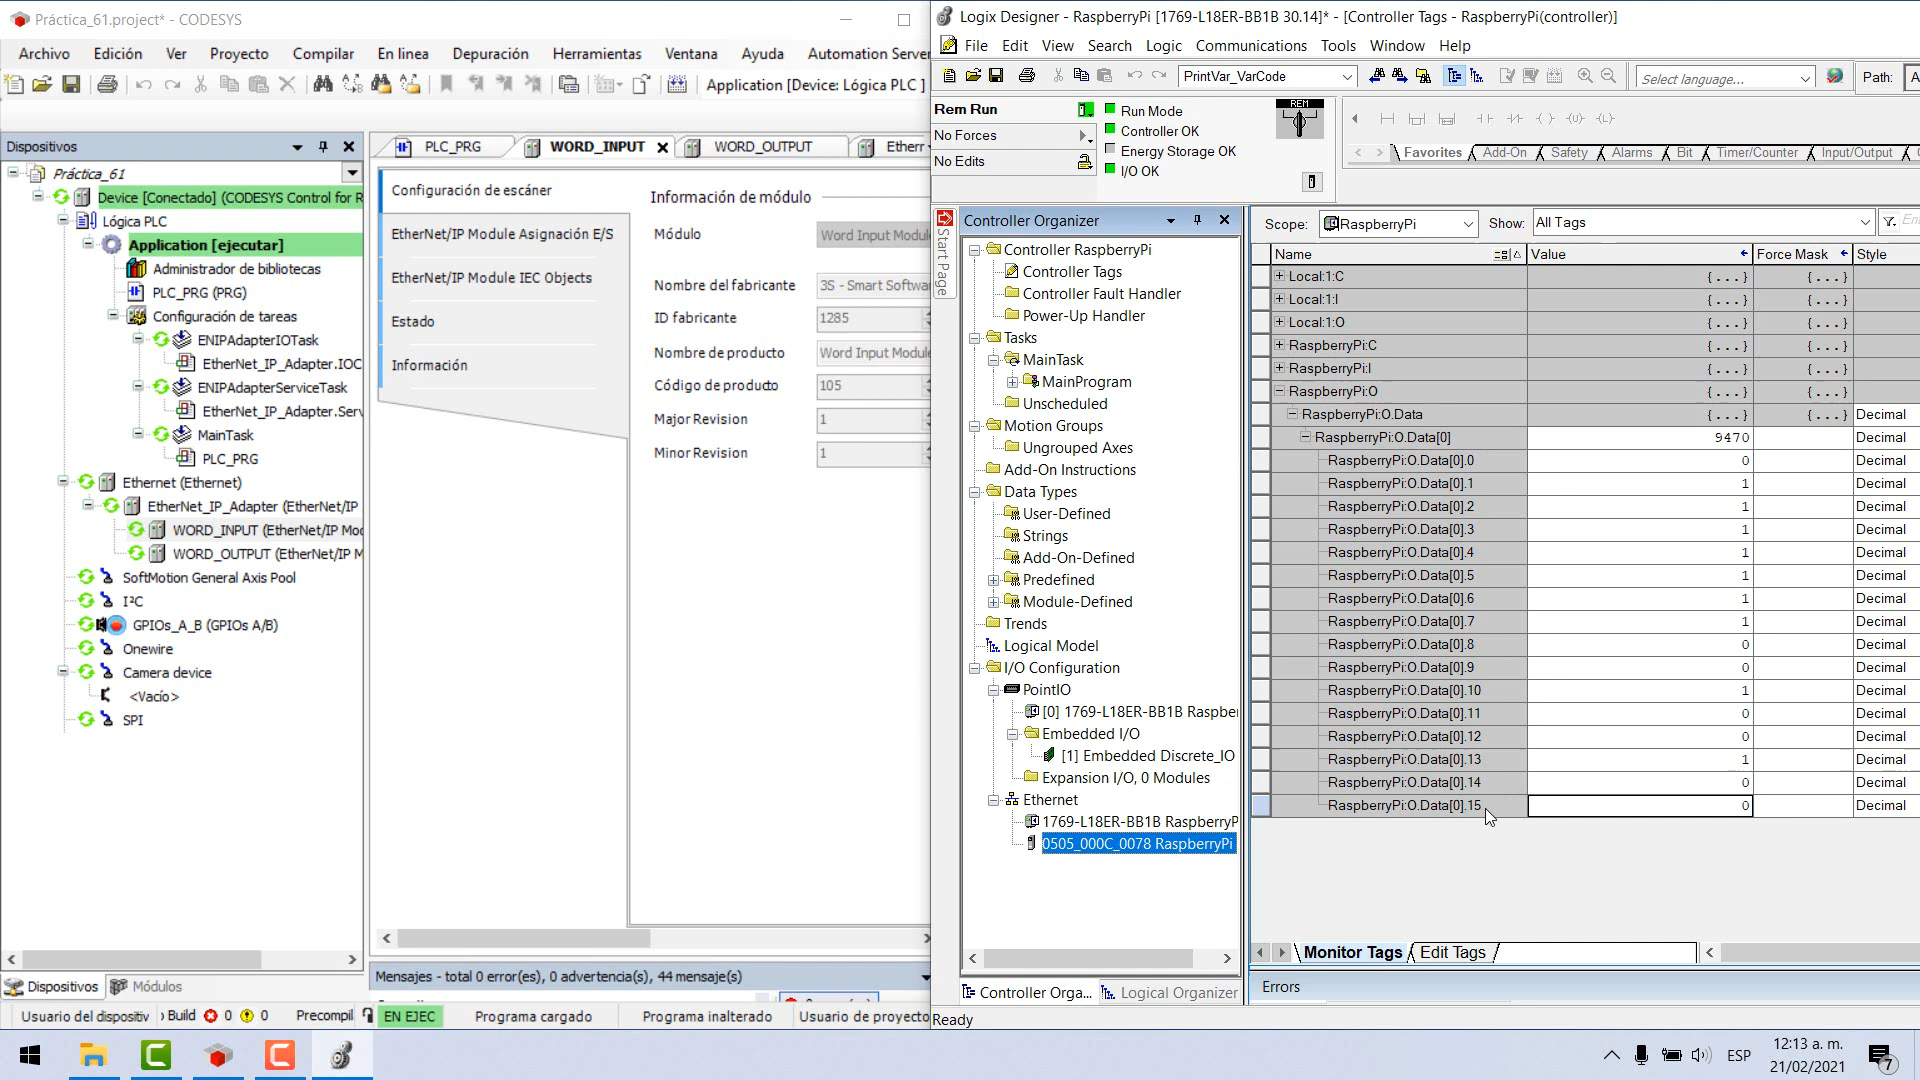 Práctica_61.project* - CODESYS
Archivo Edición Ver Proyecto Compilar En linea Depuración Herramientas Ventana Ayuda Automation Server
Application [Device: Lógica PLC]
Dispositivos
Práctica_61
Device [Conectado] (CODESYS Control for R
Lógica PLC
Application [ejecutar]
Administrador de bibliotecas
PLC_PRG (PRG)
Configuración de tareas
ENIPAdapterIOTask
EtherNet_IP_Adapter.IOC
ENIPAdapterServiceTask
EtherNet_IP_Adapter.Serv
MainTask
PLC_PRG
Ethernet (Ethernet)
EtherNet_IP_Adapter (EtherNet/IP
WORD_INPUT (EtherNet/IP Mod
WORD_OUTPUT (EtherNet/IP M
SoftMotion General Axis Pool
I²C
GPIOs_A_B (GPIOs A/B)
Onewire
Camera device
<Vacío>
SPI
Dispositivos Módulos
PLC_PRG WORD_INPUT WORD_OUTPUT Etherr
Configuración de escáner
EtherNet/IP Module Asignación E/S
EtherNet/IP Module IEC Objects
Estado
Información
Información de módulo
Módulo Word Input Module
Nombre del fabricante 3S - Smart Softwa
ID fabricante 1285
Nombre de producto Word Input Module
Código de producto 105
Major Revision 1
Minor Revision 1
Mensajes - total 0 error(es), 0 advertencia(s), 44 mensaje(s)
Usuario del dispositiv Build 0 0 Precompil EN EJEC Programa cargado Programa inalterado Usuario de proyecto
Logix Designer - RaspberryPi [1769-L18ER-BB1B 30.14]* - [Controller Tags - RaspberryPi(controller)]
File Edit View Search Logic Communications Tools Window Help
PrintVar_VarCode Select language... Path: A
Rem Run
No Forces
No Edits
Run Mode
Controller OK
Energy Storage OK
I/O OK
REM
Favorites Add-On Safety Alarms Bit Timer/Counter Input/Output
Start Page
Controller Organizer
Controller RaspberryPi
Controller Tags
Controller Fault Handler
Power-Up Handler
Tasks
MainTask
MainProgram
Unscheduled
Motion Groups
Ungrouped Axes
Add-On Instructions
Data Types
User-Defined
Strings
Add-On-Defined
Predefined
Module-Defined
Trends
Logical Model
I/O Configuration
PointIO
[0] 1769-L18ER-BB1B Raspber
Embedded I/O
[1] Embedded Discrete_IO
Expansion I/O, 0 Modules
Ethernet
1769-L18ER-BB1B RaspberryP
0505_000C_0078 RaspberryPi
Controller Orga... Logical Organizer
Ready
Scope: RaspberryPi Show: All Tags
Name Value Force Mask Style
Local:1:C {...} {...}
Local:1:I {...} {...}
Local:1:O {...} {...}
RaspberryPi:C {...} {...}
RaspberryPi:I {...} {...}
RaspberryPi:O {...} {...}
RaspberryPi:O.Data {...} {...} Decimal
RaspberryPi:O.Data[0] 9470 Decimal
RaspberryPi:O.Data[0].0 0 Decimal
RaspberryPi:O.Data[0].1 1 Decimal
RaspberryPi:O.Data[0].2 1 Decimal
RaspberryPi:O.Data[0].3 1 Decimal
RaspberryPi:O.Data[0].4 1 Decimal
RaspberryPi:O.Data[0].5 1 Decimal
RaspberryPi:O.Data[0].6 1 Decimal
RaspberryPi:O.Data[0].7 1 Decimal
RaspberryPi:O.Data[0].8 0 Decimal
RaspberryPi:O.Data[0].9 0 Decimal
RaspberryPi:O.Data[0].10 1 Decimal
RaspberryPi:O.Data[0].11 0 Decimal
RaspberryPi:O.Data[0].12 0 Decimal
RaspberryPi:O.Data[0].13 1 Decimal
RaspberryPi:O.Data[0].14 0 Decimal
RaspberryPi:O.Data[0].15 0 Decimal
Monitor Tags Edit Tags
Errors
ESP
12:13 a. m.
21/02/2021
7